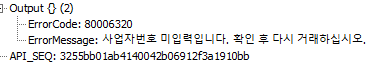 Output {} (2)
ErrorCode: 80006320
ErrorMessage: 사업자번호 미입력입니다. 확인 후 다시 거래하십시오.
API_SEQ: 3255bb01ab4140042b06912f3a1910bb